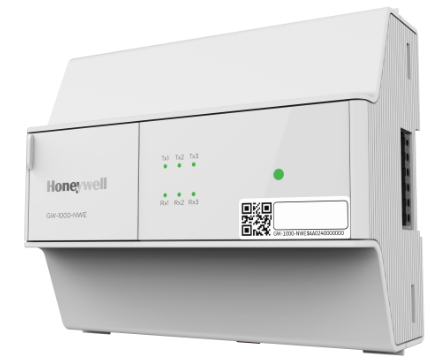 Tx1 Tx2 Tx3
Honeywell
Rx1 Rx2 Rx3
GW-1000-NWE